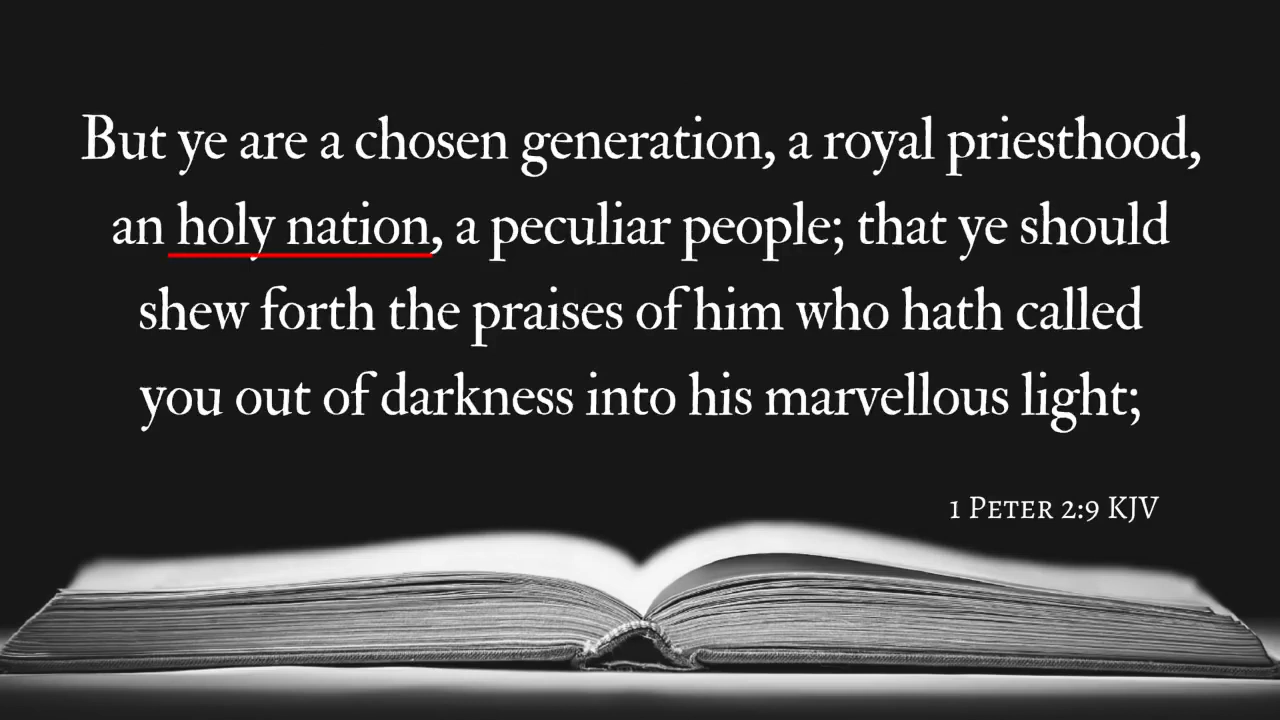 But ye are a chosen generation, a royal priesthood,
an holy nation, a peculiar people; that ye should
shew forth the praises of him who hath called
you out of darkness into his marvellous light;
1 Peter 2:9 KJV